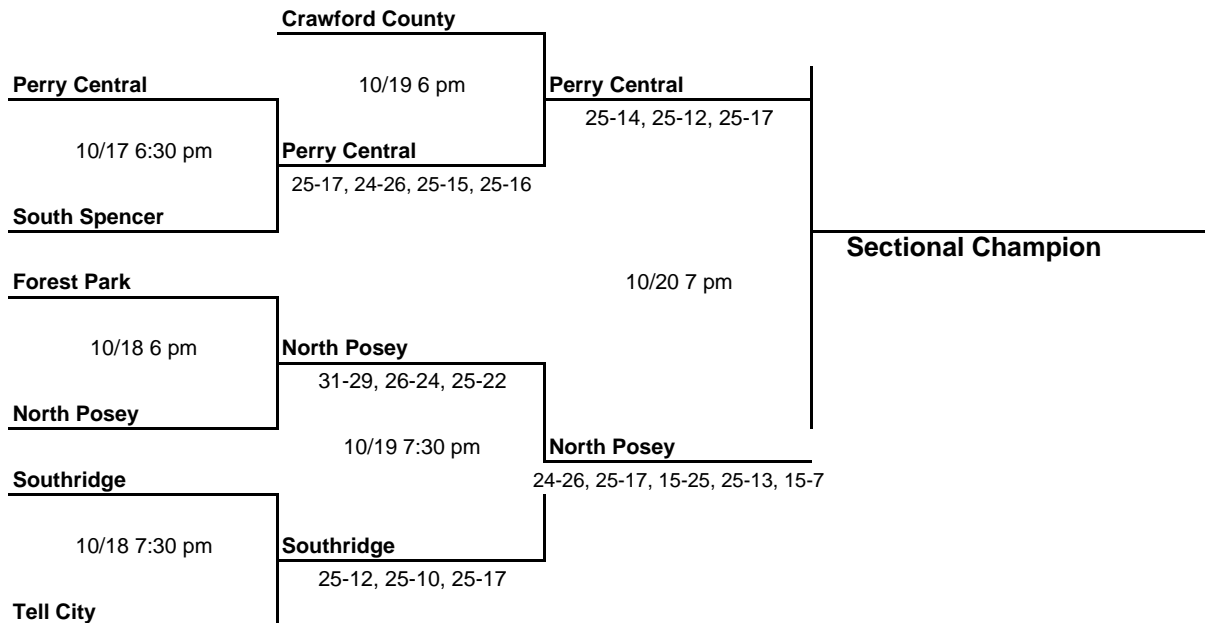 Crawford County
Perry Central
10/19 6 pm
Perry Central
25-14, 25-12, 25-17
10/17 6:30 pm
Perry Central
25-17, 24-26, 25-15, 25-16
South Spencer
Sectional Champion
Forest Park
10/20 7 pm
10/18 6 pm
North Posey
31-29, 26-24, 25-22
North Posey
10/19 7:30 pm
North Posey
Southridge
24-26, 25-17, 15-25, 25-13, 15-7
10/18 7:30 pm
Southridge
25-12, 25-10, 25-17
Tell City